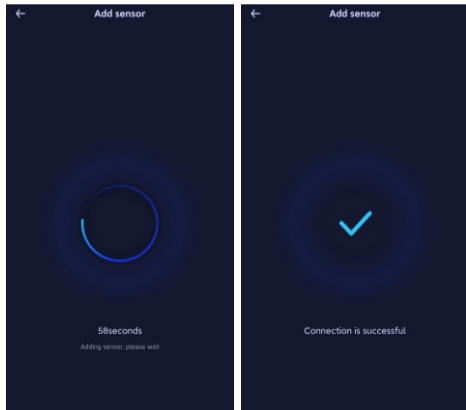 Add sensor
58seconds
Adding sensor, please wait
Add sensor
Connection is successful